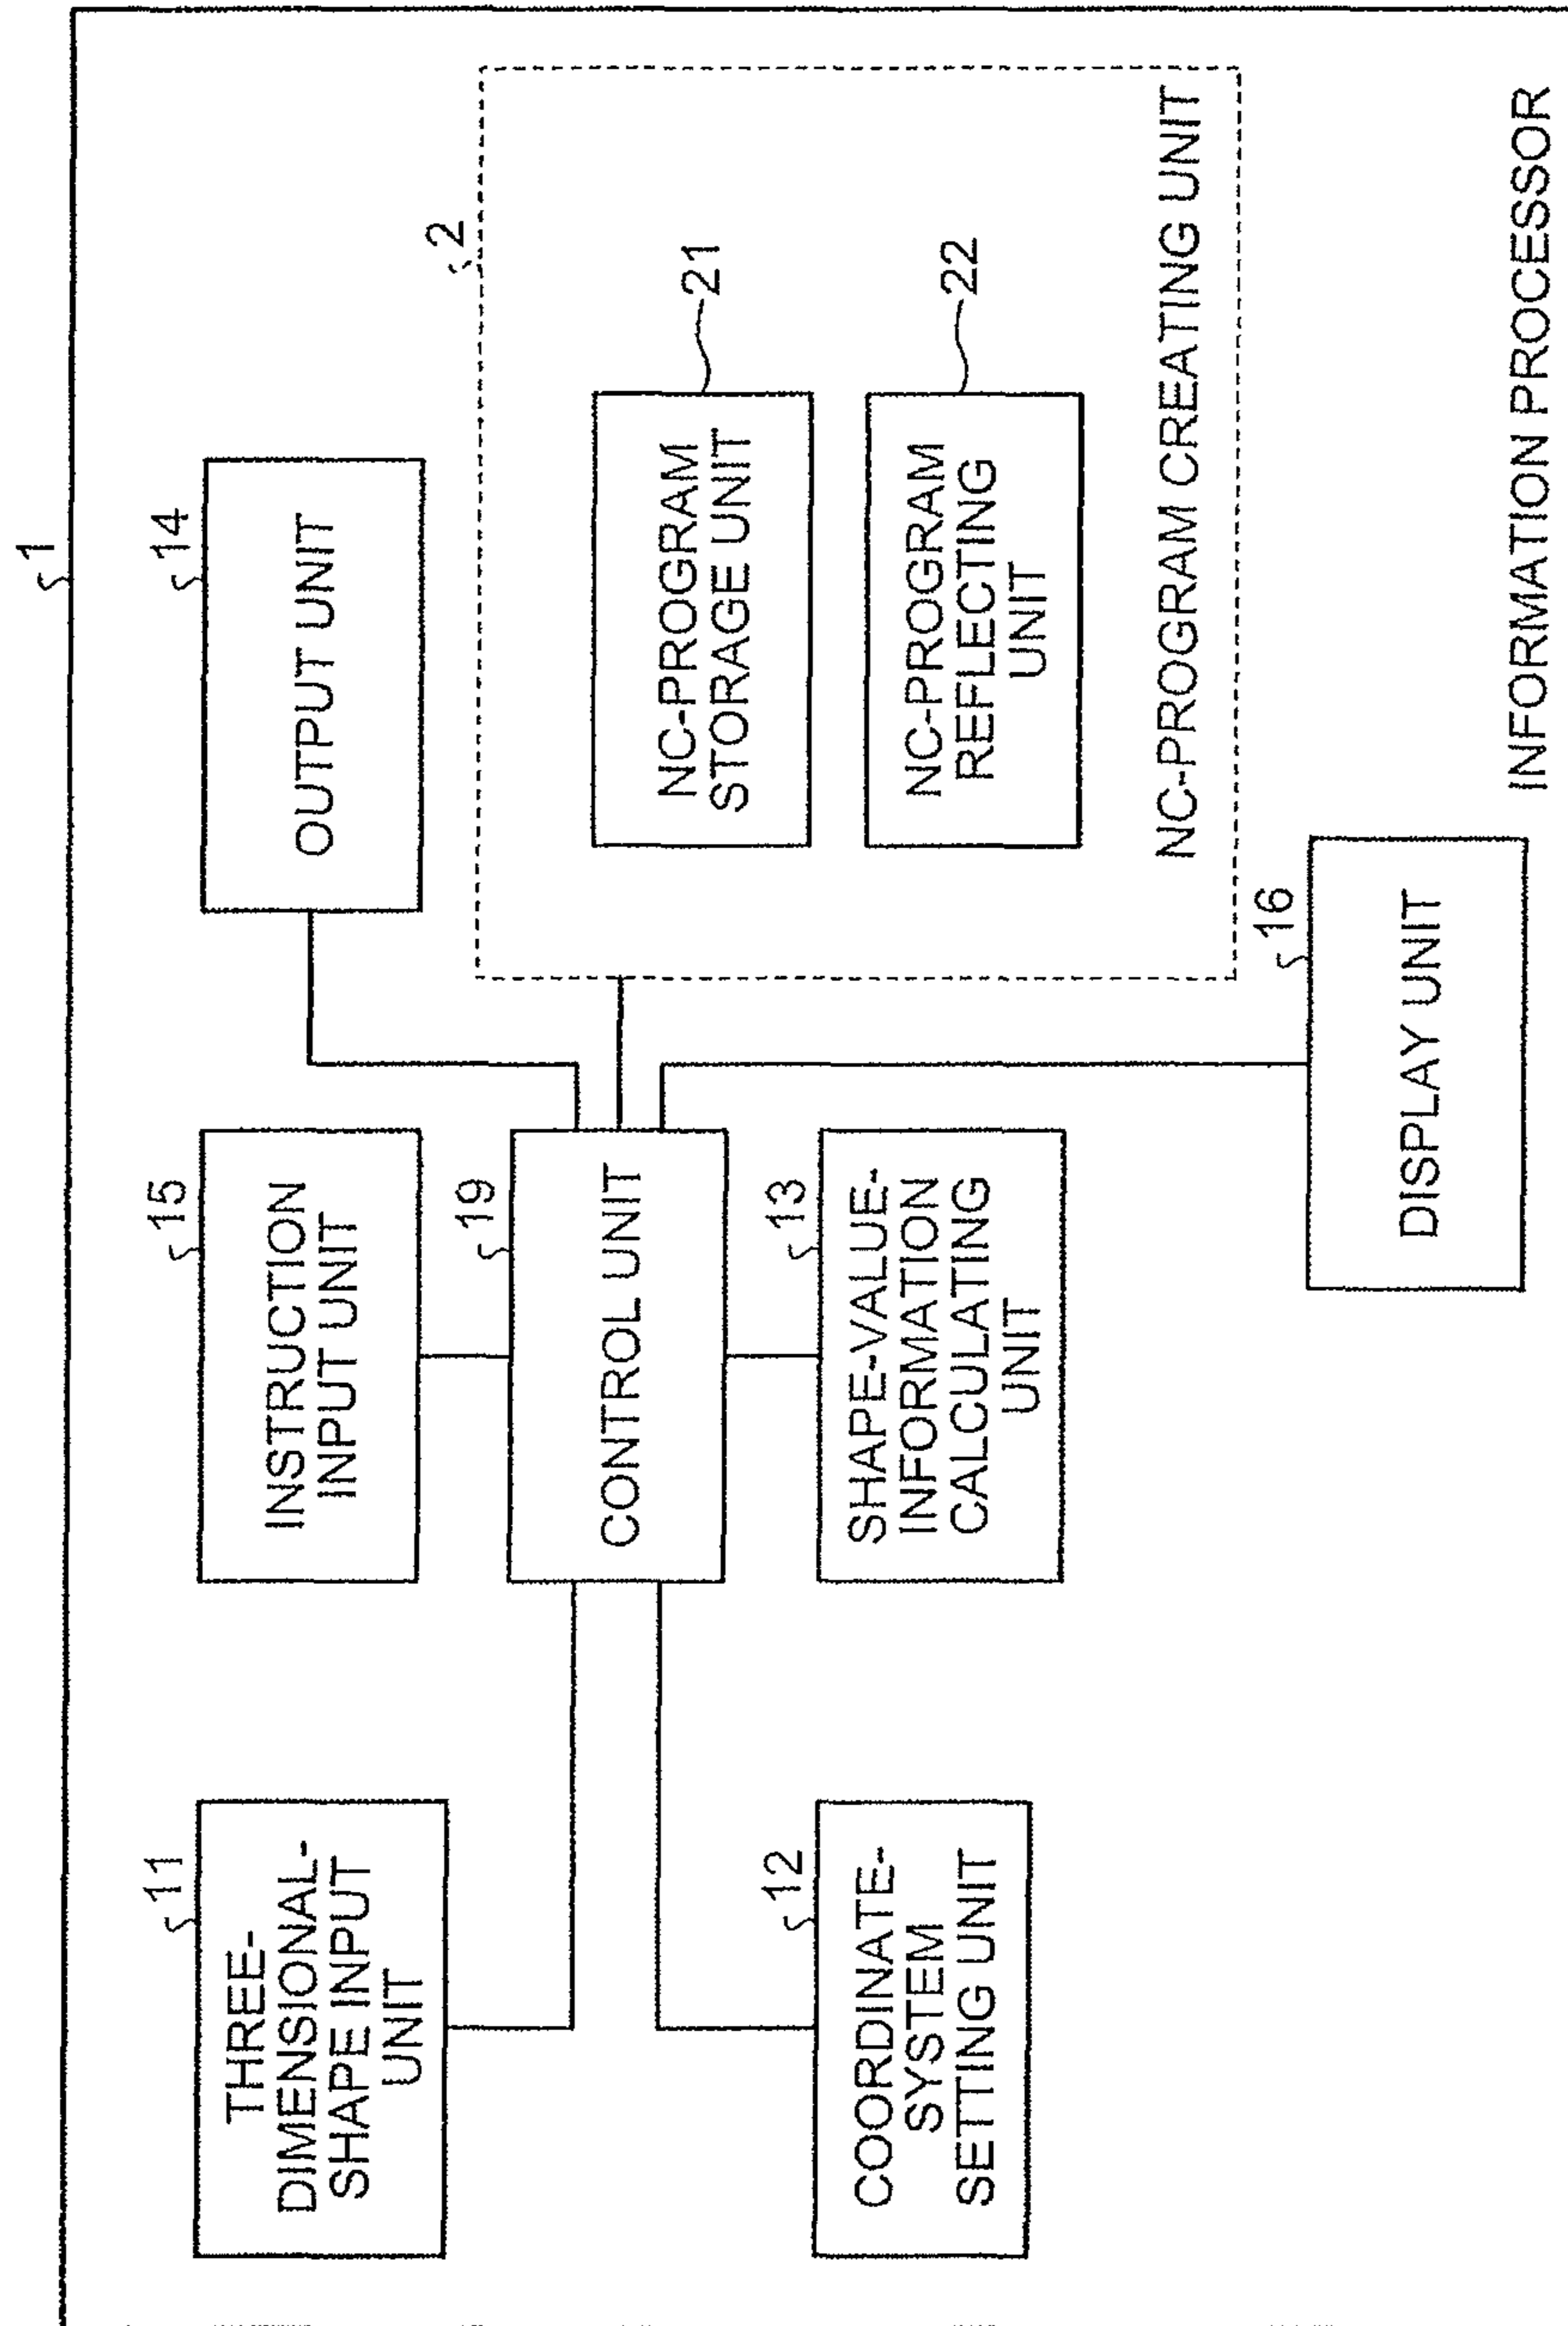 1
11
THREE-
DIMENSIONAL-
SHAPE INPUT
UNIT
15
INSTRUCTION
INPUT UNIT
14
OUTPUT UNIT
2
19
CONTROL UNIT
21
NC-PROGRAM
STORAGE UNIT
12
COORDINATE-
SYSTEM
SETTING UNIT
13
SHAPE-VALUE-
INFORMATION
CALCULATING
UNIT
22
NC-PROGRAM
REFLECTING
UNIT
NC-PROGRAM CREATING UNIT
16
DISPLAY UNIT
INFORMATION PROCESSOR